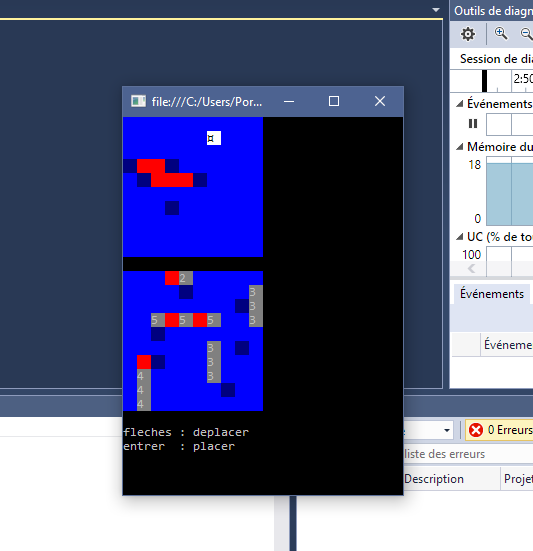 Outils de diagn
Session de dia
2:50
Événements
Mémoire du
18
0
UC (% de to
100
Événements
Événeme
file:///C:/Users/Por...
¤
2
3
3
5 5 5 3
3
3
4 3
4
4
fleches : deplacer
entrer : placer
e
0 Erreurs
liste des erreurs
Description
Projet